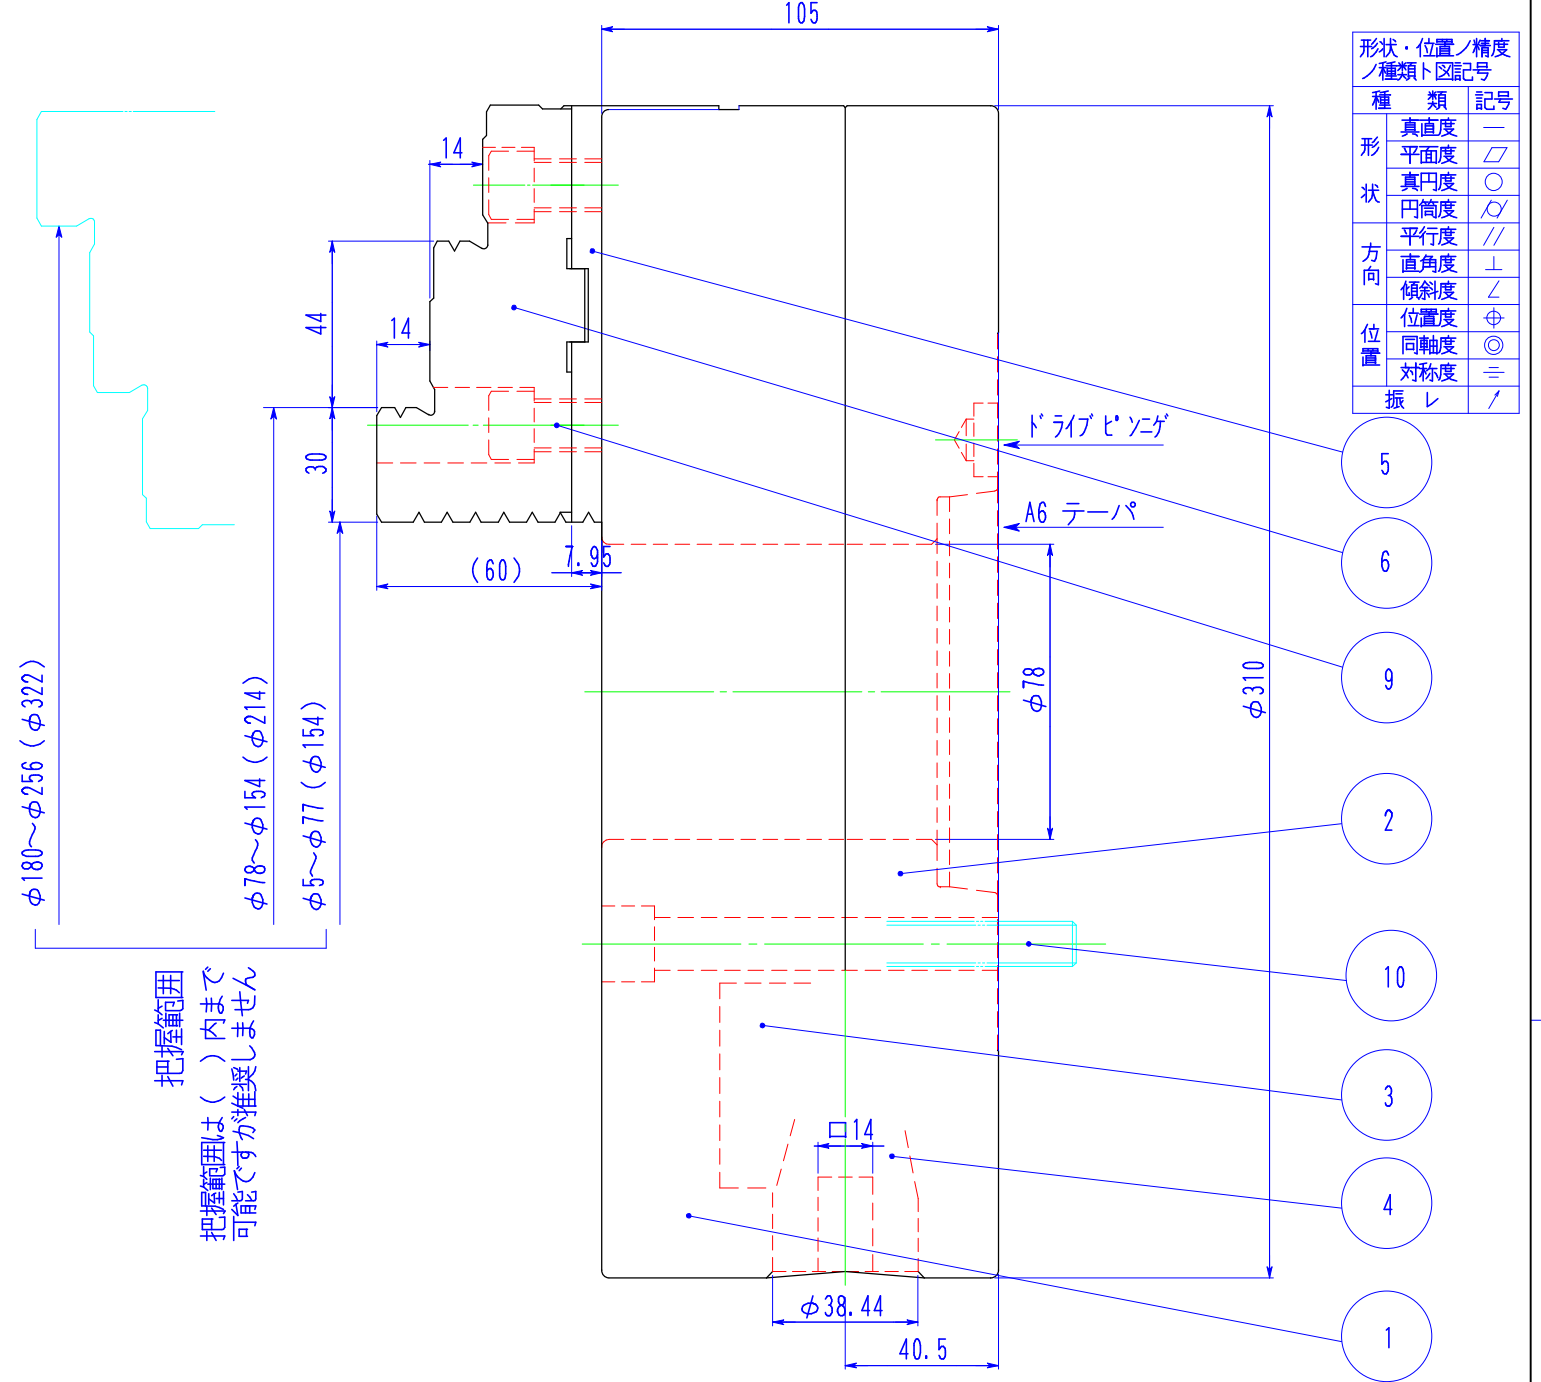 105
形状・位置ノ精度
ノ種類ト図記号
種 類 記号
形状
真直度 —
平面度 ▱
真円度 ○
円筒度 ⌭
方向
平行度 //
直角度 ⊥
傾斜度 ∠
位置
位置度 ⌖
同軸度 ◎
対称度 ⌯
振レ ↗
14
44
14
30
(60)
7.95
ドライブピンニゲ
A6 テーパ
φ78
φ310
φ180～φ256(φ322)
φ78～φ154(φ214)
φ5～φ77(φ154)
把握範囲
把握範囲は( )内まで
可能ですが推奨しません
□14
φ38.44
40.5
5
6
9
2
10
3
4
1